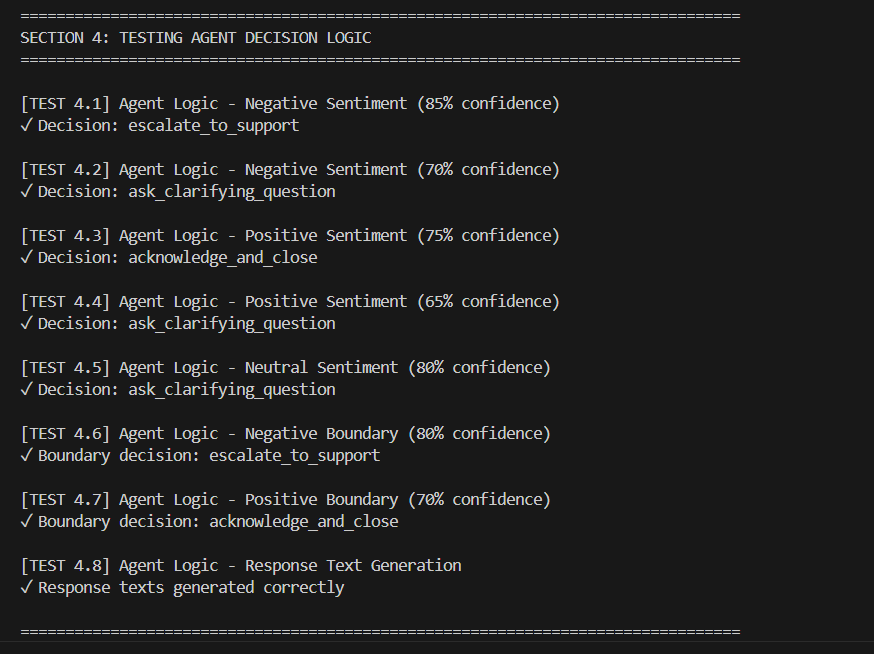 ================================================================================
SECTION 4: TESTING AGENT DECISION LOGIC
================================================================================
[TEST 4.1] Agent Logic - Negative Sentiment (85% confidence)
✓ Decision: escalate_to_support
[TEST 4.2] Agent Logic - Negative Sentiment (70% confidence)
✓ Decision: ask_clarifying_question
[TEST 4.3] Agent Logic - Positive Sentiment (75% confidence)
✓ Decision: acknowledge_and_close
[TEST 4.4] Agent Logic - Positive Sentiment (65% confidence)
✓ Decision: ask_clarifying_question
[TEST 4.5] Agent Logic - Neutral Sentiment (80% confidence)
✓ Decision: ask_clarifying_question
[TEST 4.6] Agent Logic - Negative Boundary (80% confidence)
✓ Boundary decision: escalate_to_support
[TEST 4.7] Agent Logic - Positive Boundary (70% confidence)
✓ Boundary decision: acknowledge_and_close
[TEST 4.8] Agent Logic - Response Text Generation
✓ Response texts generated correctly
================================================================================